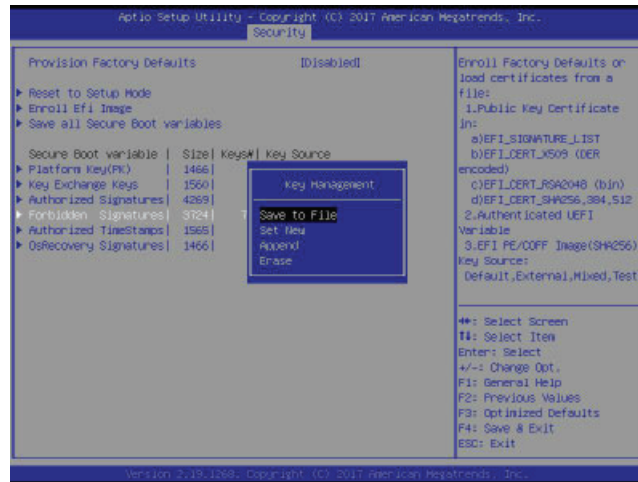 Aptio Setup Utility - Copyright (C) 2017 American Megatrends, Inc.
Security
Provision Factory Defaults [Disabled]
Reset to Setup Mode
Enroll Efi Image
Save all Secure Boot variables
Secure Boot variable | Size| Keys#| Key Source
Platform Key(PK) | 1466|
Key Exchange Keys | 1560|
Authorized Signatures| 4269|
Forbidden Signatures| 3724| T
Authorized TimeStamps| 1565|
OsRecovery Signatures| 1466|
Key Management
Save to File
Set New
Append
Erase
Enroll Factory Defaults or
load certificates from a
file:
1.Public Key Certificate
in:
a)EFI_SIGNATURE_LIST
b)EFI_CERT_X509 (DER
encoded)
c)EFI_CERT_RSA2048 (bin)
d)EFI_CERT_SHA256,384,512
2.Authenticated UEFI
Variable
3.EFI PE/COFF Image(SHA256)
Key Source:
Default,External,Mixed,Test
↔: Select Screen
↑↓: Select Item
Enter: Select
+/-: Change Opt.
F1: General Help
F2: Previous Values
F3: Optimized Defaults
F4: Save & Exit
ESC: Exit
Version 2.19.1268. Copyright (C) 2017 American Megatrends, Inc.